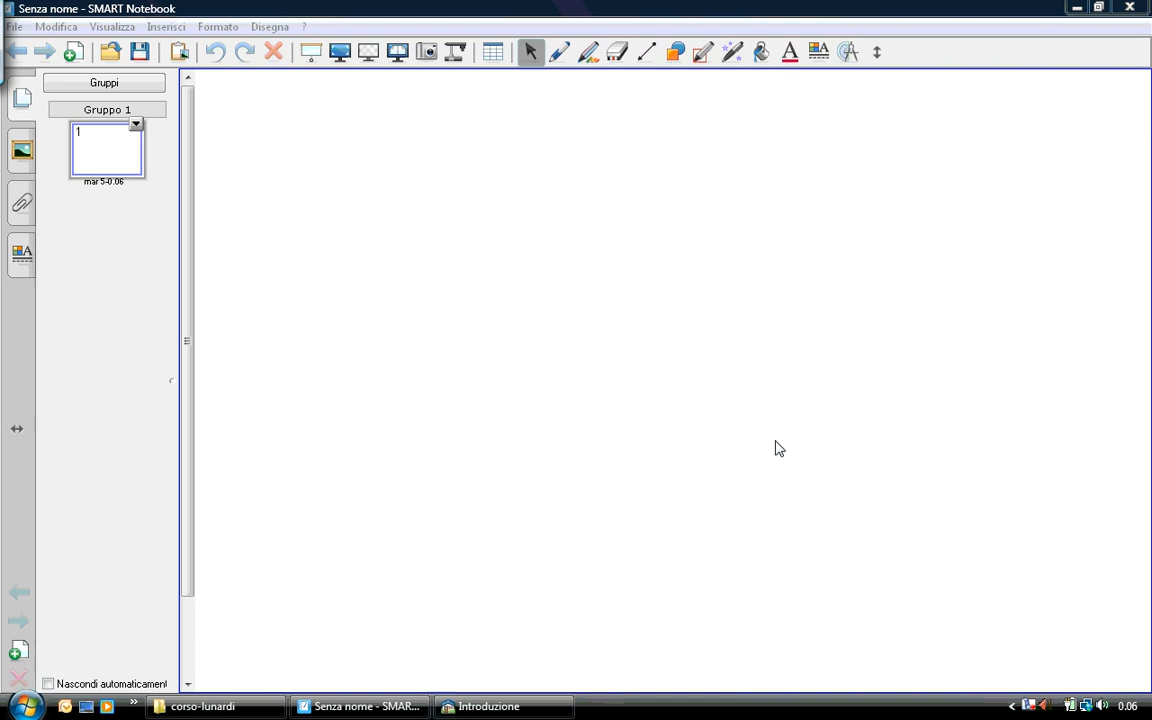 Senza nome - SMART Notebook
File Modifica Visualizza Inserisci Formato Disegna ?
Gruppi
Gruppo 1
1
mar 5-0.06
Nascondi automaticament
corso-lunardi
Senza nome - SMAR...
Introduzione
0.06